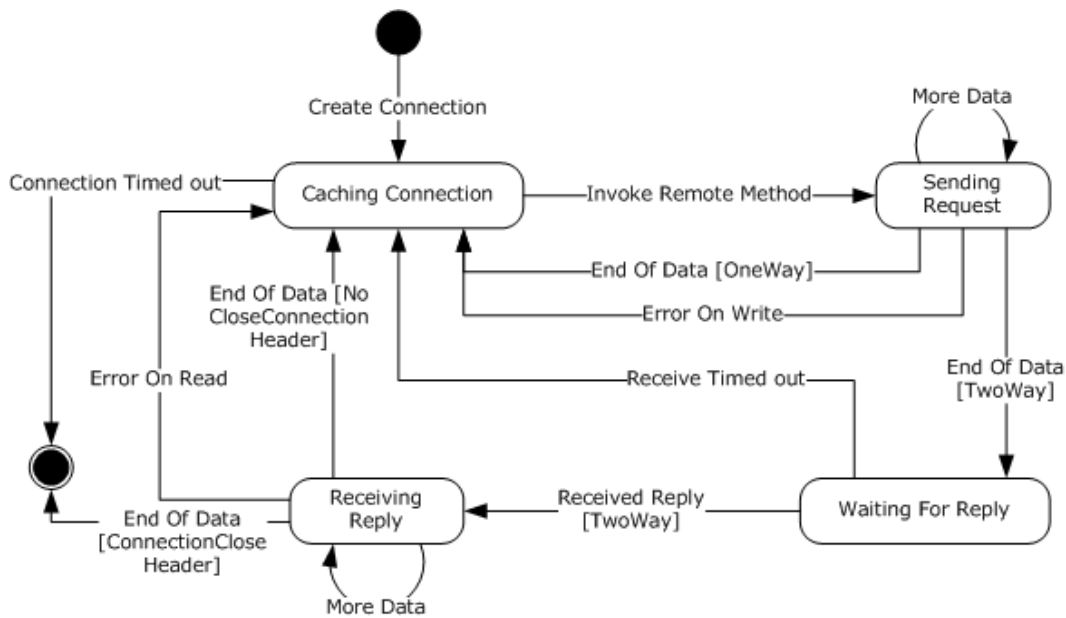 Create Connection
More Data
Connection Timed out
Caching Connection
Invoke Remote Method
Sending
Request
End Of Data [OneWay]
End Of Data [No
CloseConnection
Header]
Error On Write
Error On Read
Receive Timed out
End Of Data
[TwoWay]
Receiving
Reply
Received Reply
[TwoWay]
Waiting For Reply
End Of Data
[ConnectionClose
Header]
More Data